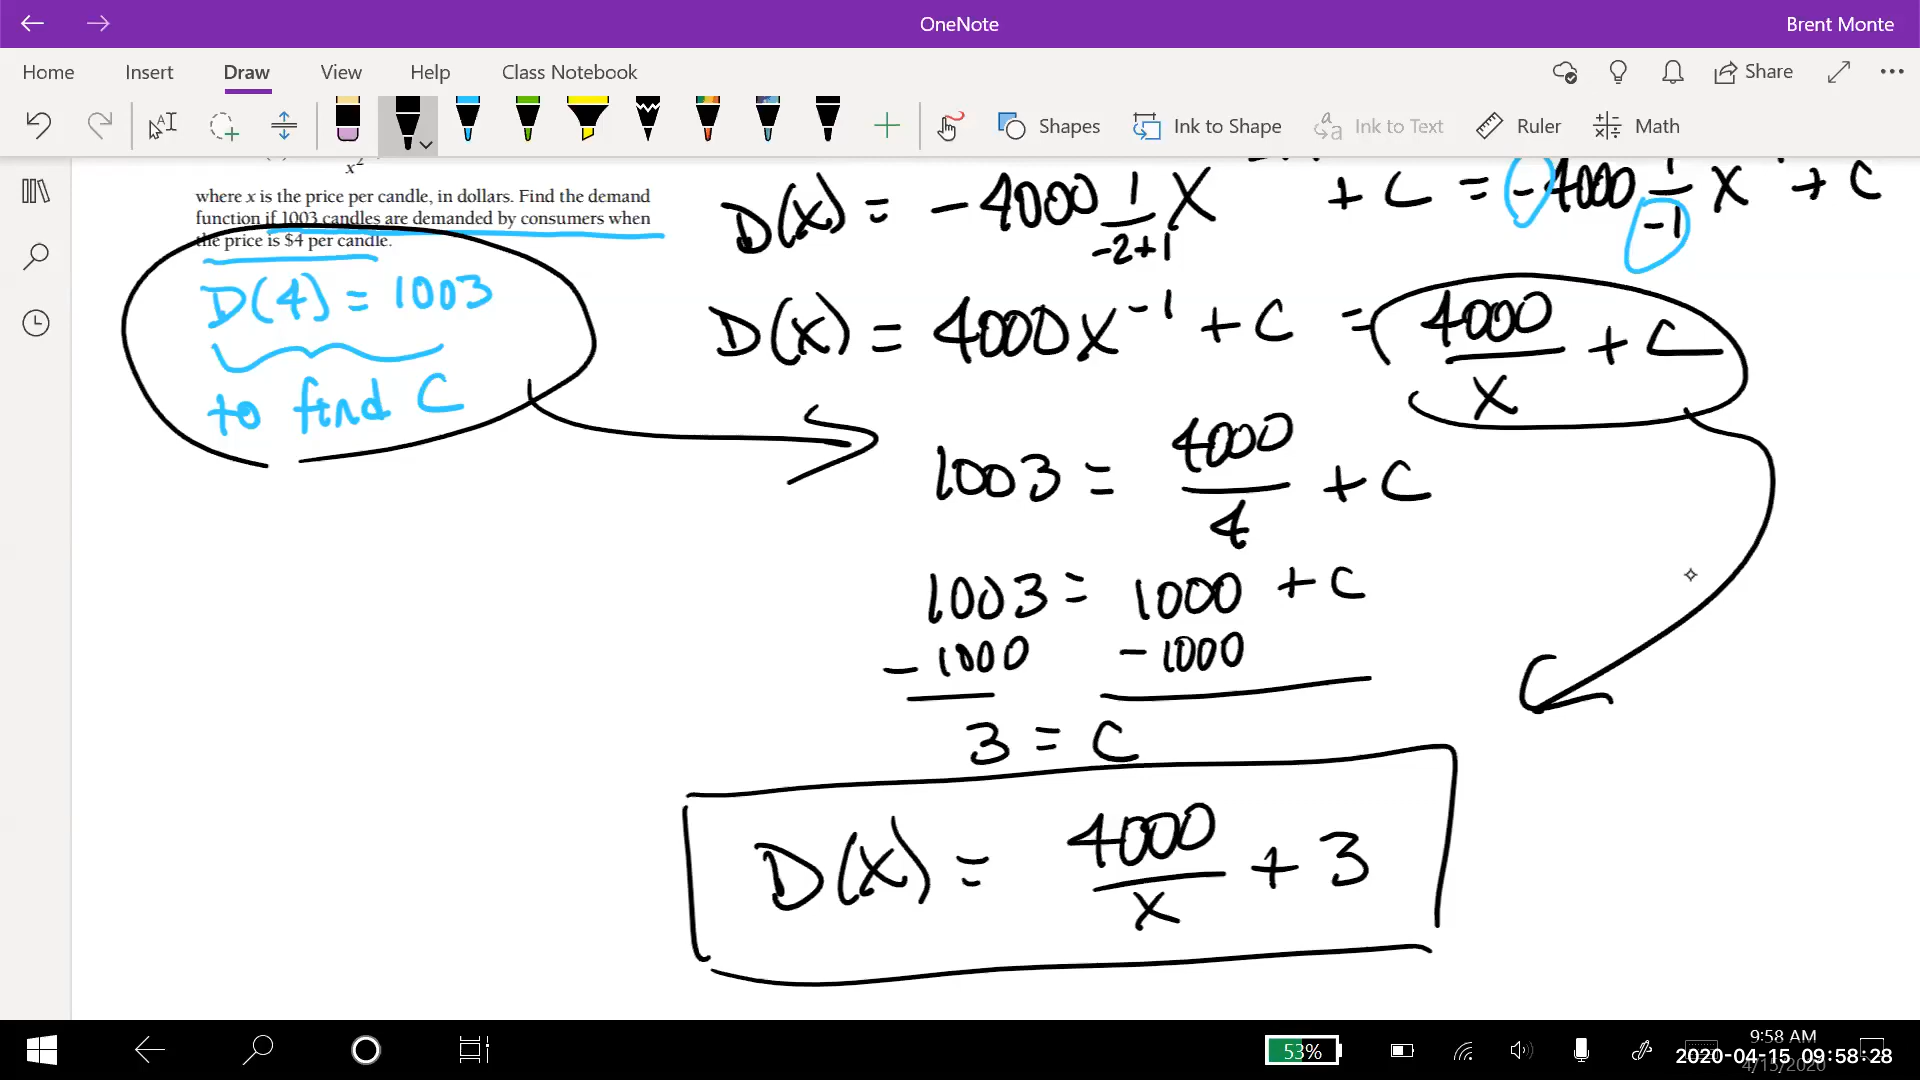 OneNote
Brent Monte
Home Insert Draw View Help Class Notebook
Share
Shapes Ink to Shape Ink to Text Ruler Math
x²
where x is the price per candle, in dollars. Find the demand
function if 1003 candles are demanded by consumers when
the price is $4 per candle.
D(4) = 1003
to find C
D(x) = -4000 1/(-2+1) x + C = -4000 1/(-1) x + C
D(x) = 4000x⁻¹ + C = 4000/x + C
1003 = 4000/4 + C
1003 = 1000 + C
-1000 -1000
3 = C
D(x) = 4000/x + 3
53%
9:58 AM
4/15/2020
2020-04-15 09:58:28